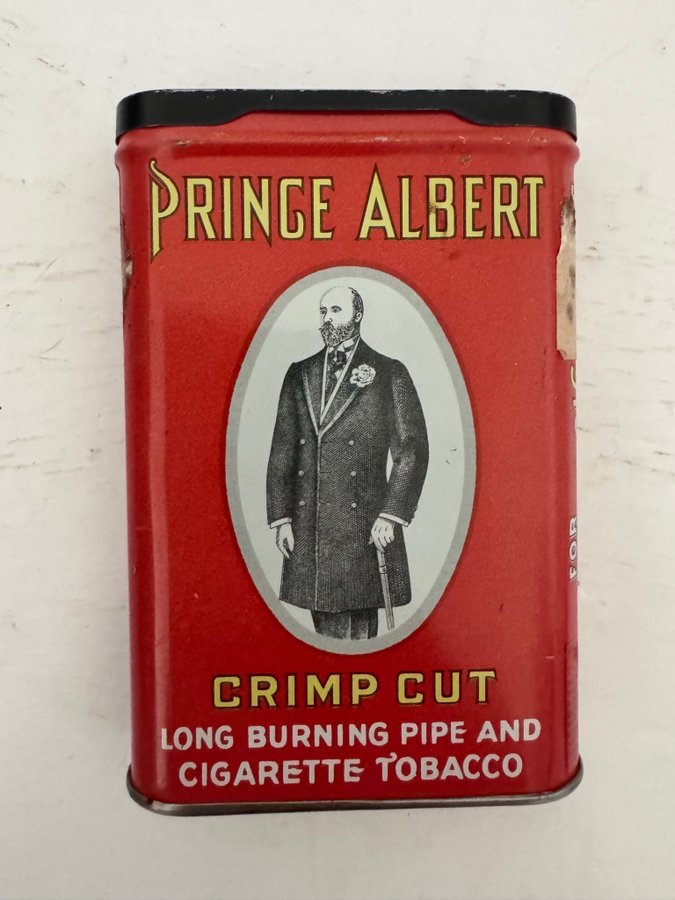 PRINCE ALBERT
CRIMP CUT
LONG BURNING PIPE AND
CIGARETTE TOBACCO
FOR